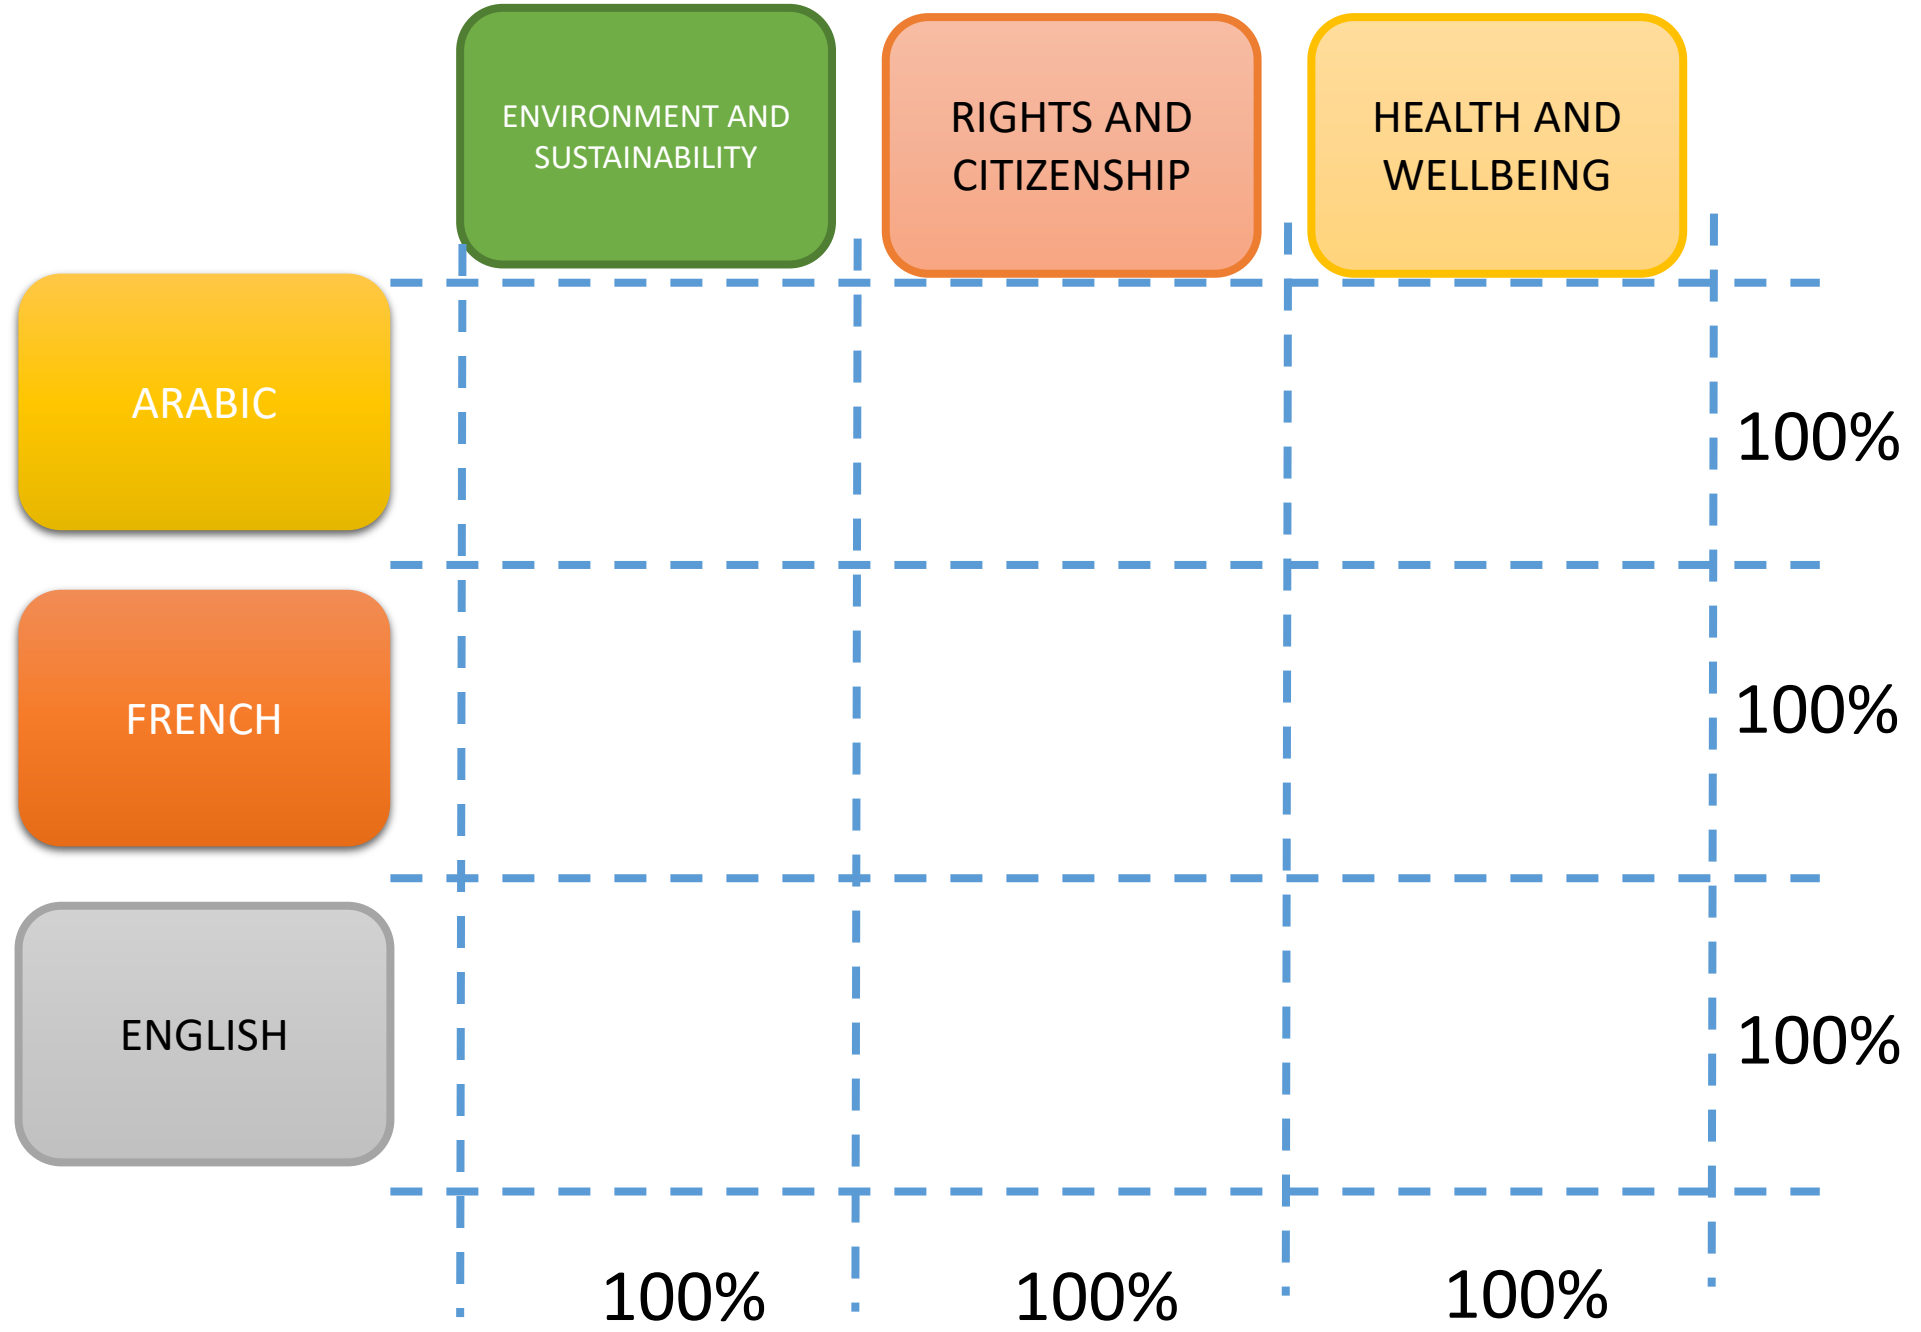 ENVIRONMENT AND
SUSTAINABILITY
RIGHTS AND
CITIZENSHIP
HEALTH AND
WELLBEING
ARABIC
100%
FRENCH
100%
ENGLISH
100%
100%
100%
100%